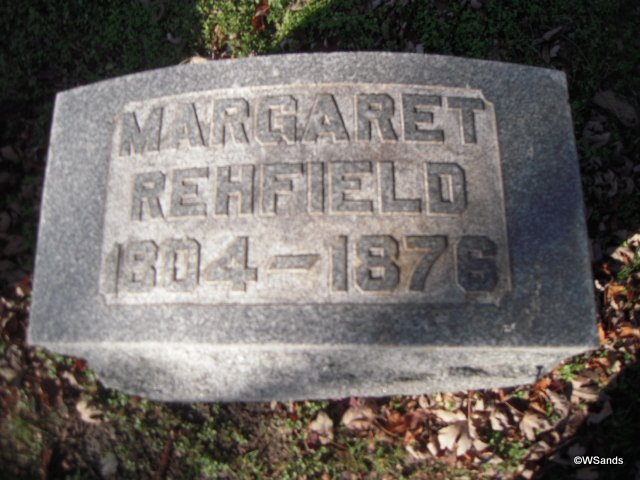 MARGARET
REHFIELD
1804-1876
©WSands